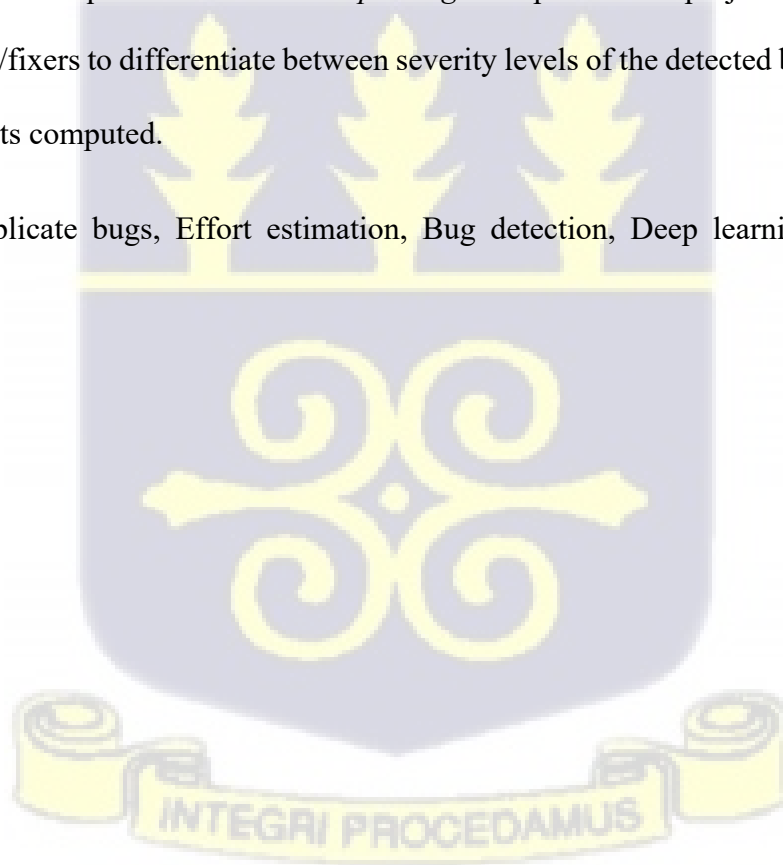 /fixers to differentiate between severity levels of the detected
ts computed.
plicate bugs, Effort estimation, Bug detection, Deep learni
INTEGRI PROCEDAMUS